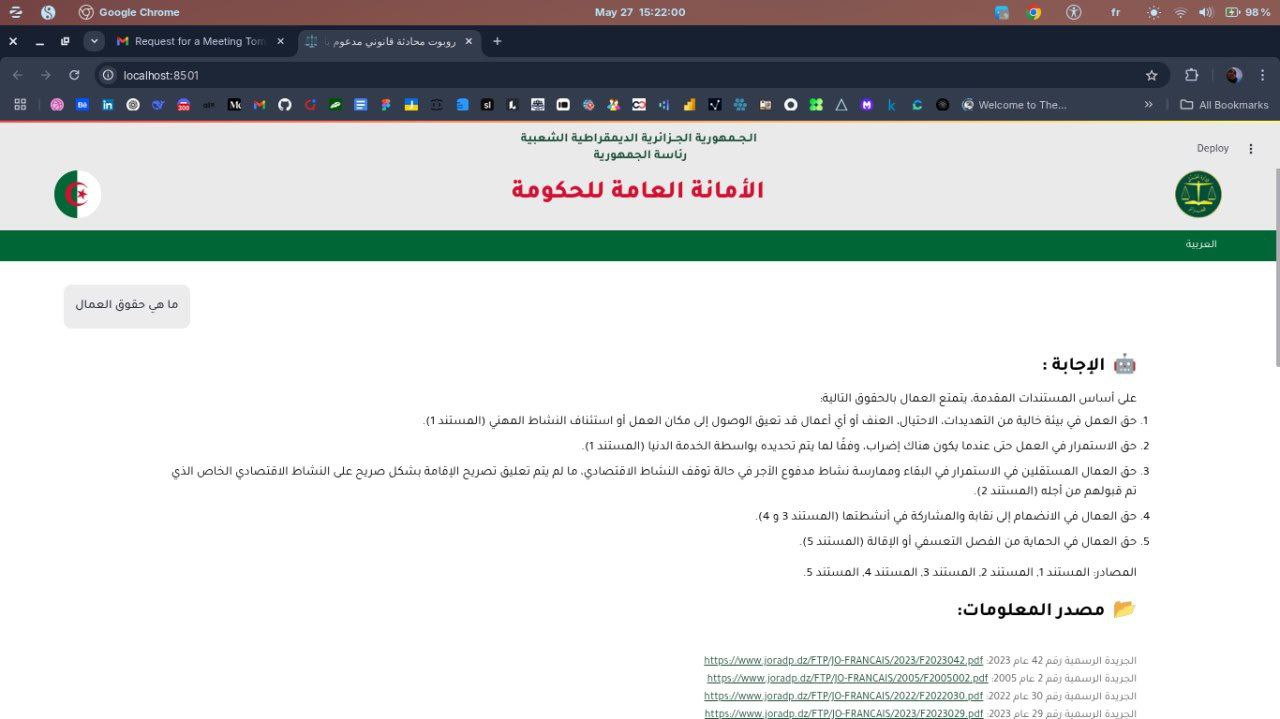 Google Chrome
May 27 15:22:00
fr
98 %
Request for a Meeting Tom
روبوت محادثة قانوني مدعوم با
localhost:8501
Welcome to The...
All Bookmarks
الجـمهورية الجـزائرية الديمقراطية الشعبية
رئاسة الجمهورية
Deploy
الأمانة العامة للحكومة
العربية
ما هي حقوق العمال
🤖 الإجابة :
على أساس المستندات المقدمة، يتمتع العمال بالحقوق التالية:
1. حق العمل في بيئة خالية من التهديدات، الاحتيال، العنف أو أي أعمال قد تعيق الوصول إلى مكان العمل أو استئناف النشاط المهني (المستند 1).
2. حق الاستمرار في العمل حتى عندما يكون هناك إضراب، وفقًا لما يتم تحديده بواسطة الخدمة الدنيا (المستند 1).
3. حق العمال المستقلين في الاستمرار في البقاء وممارسة نشاط مدفوع الآجر في حالة توقف النشاط الاقتصادي، ما لم يتم تعليق تصريح الإقامة بشكل صريح على النشاط الاقتصادي الخاص الذي
تم قبولهم من أجله (المستند 2).
4. حق العمال في الانضمام إلى نقابة والمشاركة في أنشطتها (المستند 3 و 4).
5. حق العمال في الحماية من الفصل التعسفي أو الإقالة (المستند 5).
المصادر: المستند 1, المستند 2, المستند 3, المستند 4, المستند 5.
📂 مصدر المعلومات:
الجريدة الرسمية رقم 42 عام 2023: https://www.joradp.dz/FTP/JO-FRANCAIS/2023/F2023042.pdf
الجريدة الرسمية رقم 2 عام 2005: https://www.joradp.dz/FTP/JO-FRANCAIS/2005/F2005002.pdf
الجريدة الرسمية رقم 30 عام 2022: https://www.joradp.dz/FTP/JO-FRANCAIS/2022/F2022030.pdf
الجريدة الرسمية رقم 29 عام 2023: https://www.joradp.dz/FTP/JO-FRANCAIS/2023/F2023029.pdf